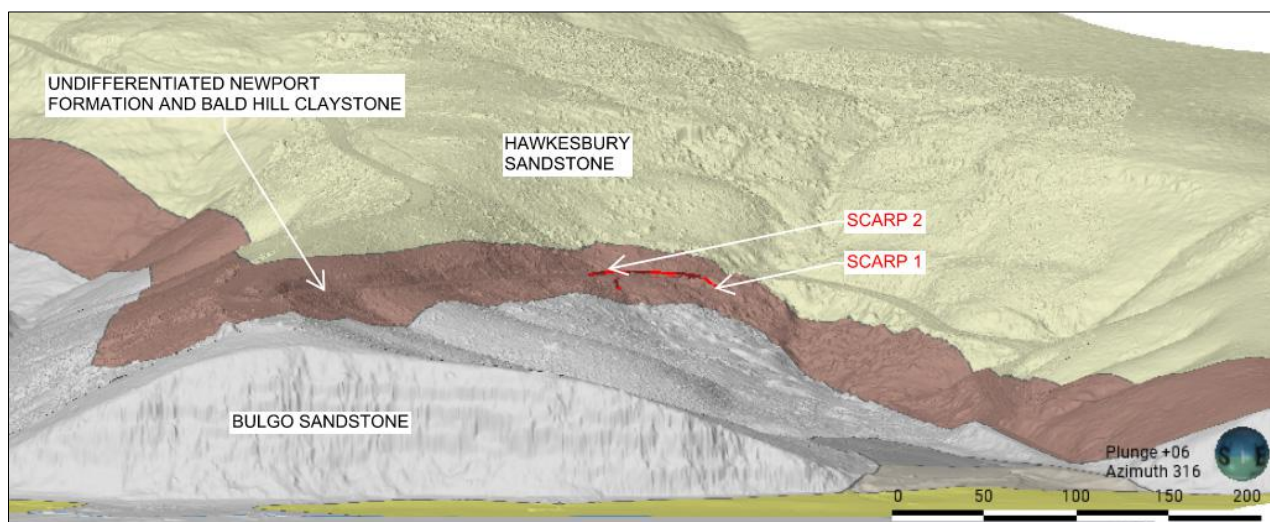 UNDIFFERENTIATED NEWPORT
FORMATION AND BALD HILL CLAYSTONE
HAWKESBURY
SANDSTONE
SCARP 2
SCARP 1
BULGO SANDSTONE
Plunge +06
Azimuth 316
S E
0 50 100 150 200